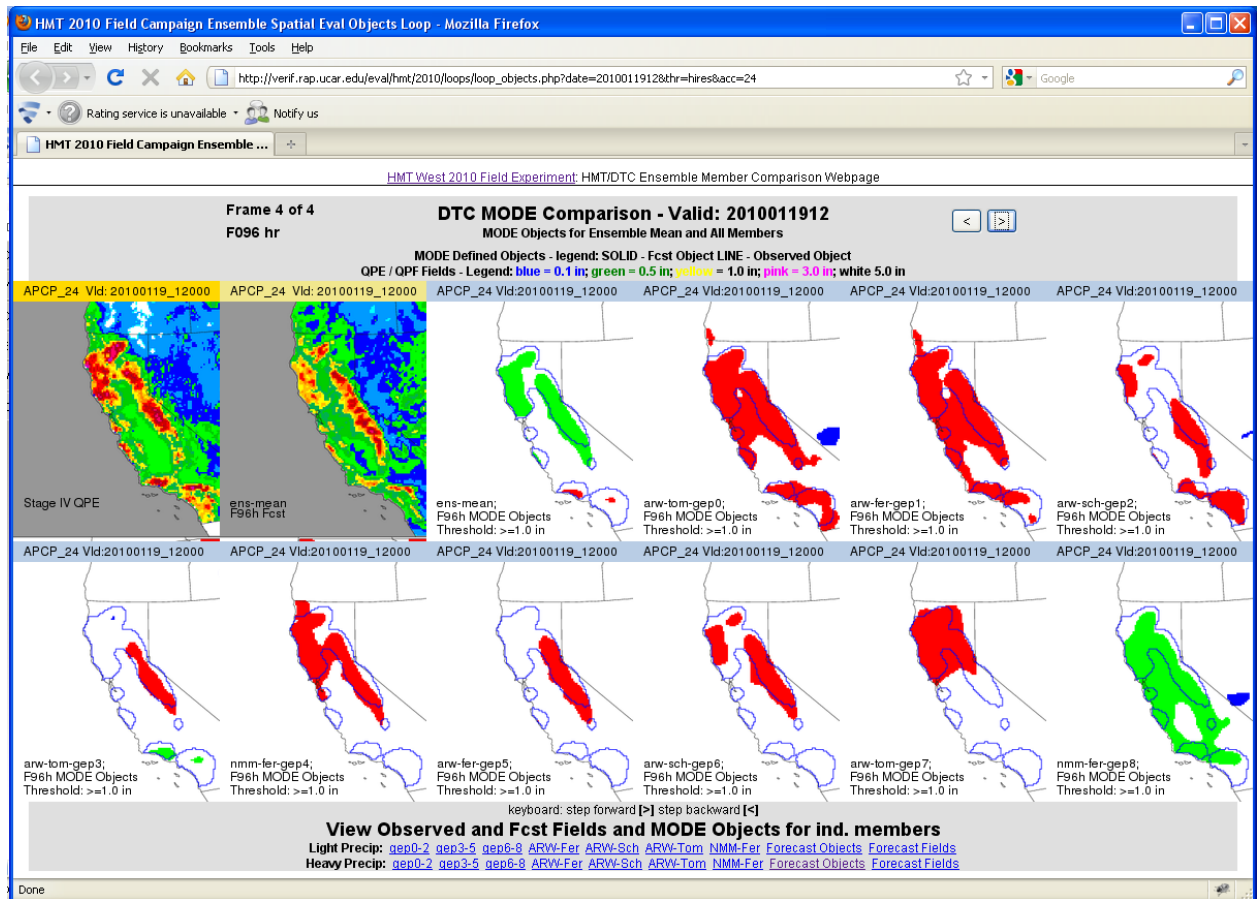 HMT 2010 Field Campaign Ensemble Spatial Eval Objects Loop - Mozilla Firefox
File Edit View History Bookmarks Tools Help
http://verif.rap.ucar.edu/eval/hmt/2010/loops/loop_objects.php?date=2010011912&thr=hires&acc=24
Google
Rating service is unavailable
Notify us
HMT 2010 Field Campaign Ensemble ...
HMT West 2010 Field Experiment: HMT/DTC Ensemble Member Comparison Webpage
Frame 4 of 4
F096 hr
DTC MODE Comparison - Valid: 2010011912
< >
MODE Objects for Ensemble Mean and All Members
MODE Defined Objects - legend: SOLID - Fcst Object LINE - Observed Object
QPE / QPF Fields - Legend: blue = 0.1 in; green = 0.5 in; yellow = 1.0 in; pink = 3.0 in; white 5.0 in
APCP_24 Vld: 20100119_12000
APCP_24 Vld: 20100119_12000
APCP_24 Vld:20100119_12000
APCP_24 Vld:20100119_12000
APCP_24 Vld:20100119_12000
APCP_24 Vld:20100119_12000
Stage IV QPE
ens-mean
F96h Fcst
ens-mean;
F96h MODE Objects
Threshold: >=1.0 in
arw-tom-gep0;
F96h MODE Objects
Threshold: >=1.0 in
arw-fer-gep1;
F96h MODE Objects
Threshold: >=1.0 in
arw-sch-gep2;
F96h MODE Objects
Threshold: >=1.0 in
APCP_24 Vld:20100119_12000
APCP_24 Vld:20100119_12000
APCP_24 Vld:20100119_12000
APCP_24 Vld:20100119_12000
APCP_24 Vld:20100119_12000
APCP_24 Vld:20100119_12000
arw-tom-gep3;
F96h MODE Objects
Threshold: >=1.0 in
nmm-fer-gep4;
F96h MODE Objects
Threshold: >=1.0 in
arw-fer-gep5;
F96h MODE Objects
Threshold: >=1.0 in
arw-sch-gep6;
F96h MODE Objects
Threshold: >=1.0 in
arw-tom-gep7;
F96h MODE Objects
Threshold: >=1.0 in
nmm-fer-gep8;
F96h MODE Objects
Threshold: >=1.0 in
keyboard: step forward [>] step backward [<]
View Observed and Fcst Fields and MODE Objects for ind. members
Light Precip: gep0-2 gep3-5 gep6-8 ARW-Fer ARW-Sch ARW-Tom NMM-Fer Forecast Objects Forecast Fields
Heavy Precip: gep0-2 gep3-5 gep6-8 ARW-Fer ARW-Sch ARW-Tom NMM-Fer Forecast Objects Forecast Fields
Done